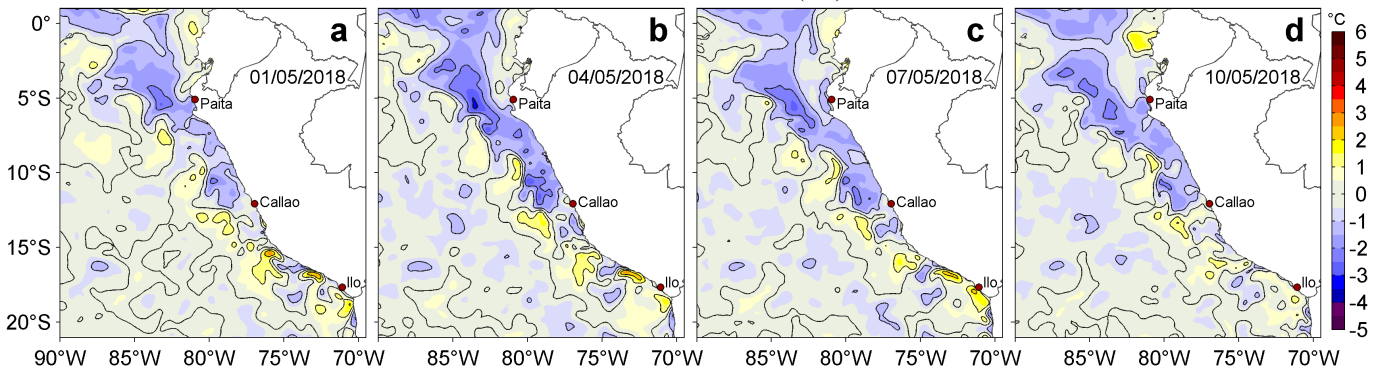 a b c d °C
0° 6
01/05/2018 04/05/2018 07/05/2018 10/05/2018 5
4
5°S Paita Paita Paita Paita 3
2
10°S 1
0
Callao Callao Callao Callao -1
15°S -2
Ilo Ilo Ilo Ilo -3
-4
20°S -5
90°W 85°W 80°W 75°W 70°W 85°W 80°W 75°W 70°W 85°W 80°W 75°W 70°W 85°W 80°W 75°W 70°W